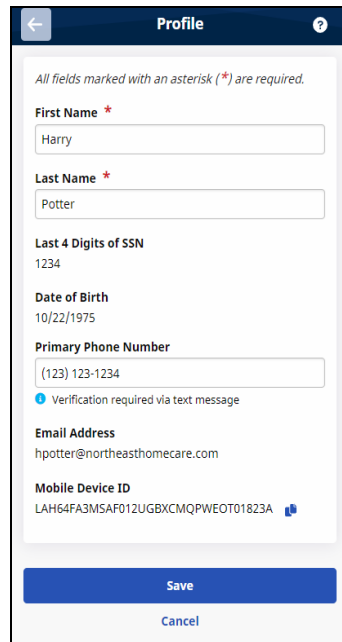 Profile
All fields marked with an asterisk (*) are required.
First Name *
Harry
Last Name *
Potter
Last 4 Digits of SSN
1234
Date of Birth
10/22/1975
Primary Phone Number
(123) 123-1234
Verification required via text message
Email Address
hpotter@northeasthomecare.com
Mobile Device ID
LAH64FA3MSAF012UGBXCMQPWEOT01823A
Save
Cancel